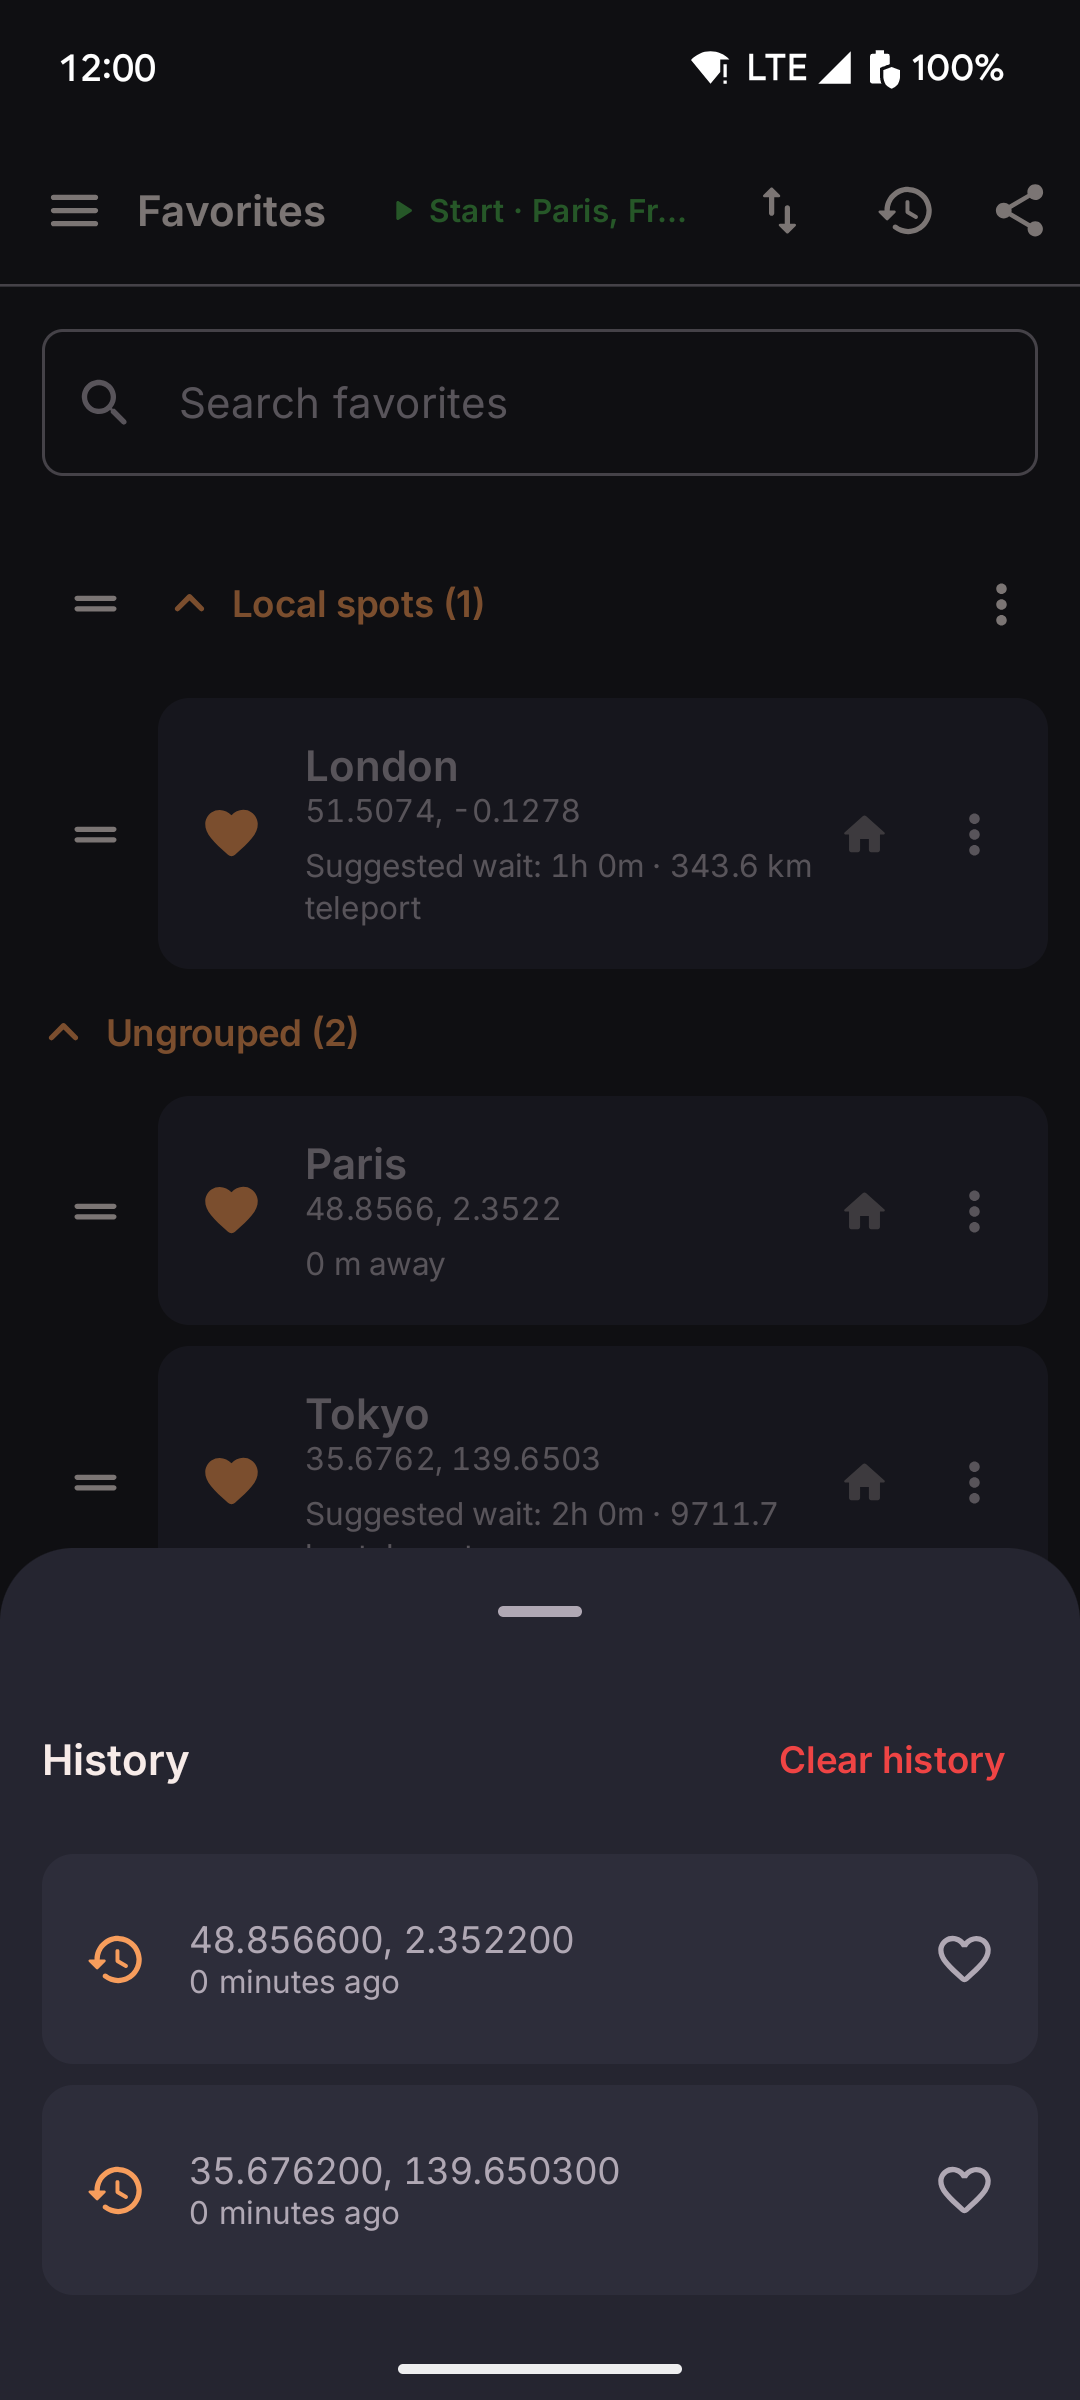 12:00
LTE 100%
Favorites
Start · Paris, Fr...
Search favorites
Local spots (1)
London
51.5074, -0.1278
Suggested wait: 1h 0m · 343.6 km
teleport
Ungrouped (2)
Paris
48.8566, 2.3522
0 m away
Tokyo
35.6762, 139.6503
Suggested wait: 2h 0m · 9711.7
History
Clear history
48.856600, 2.352200
0 minutes ago
35.676200, 139.650300
0 minutes ago